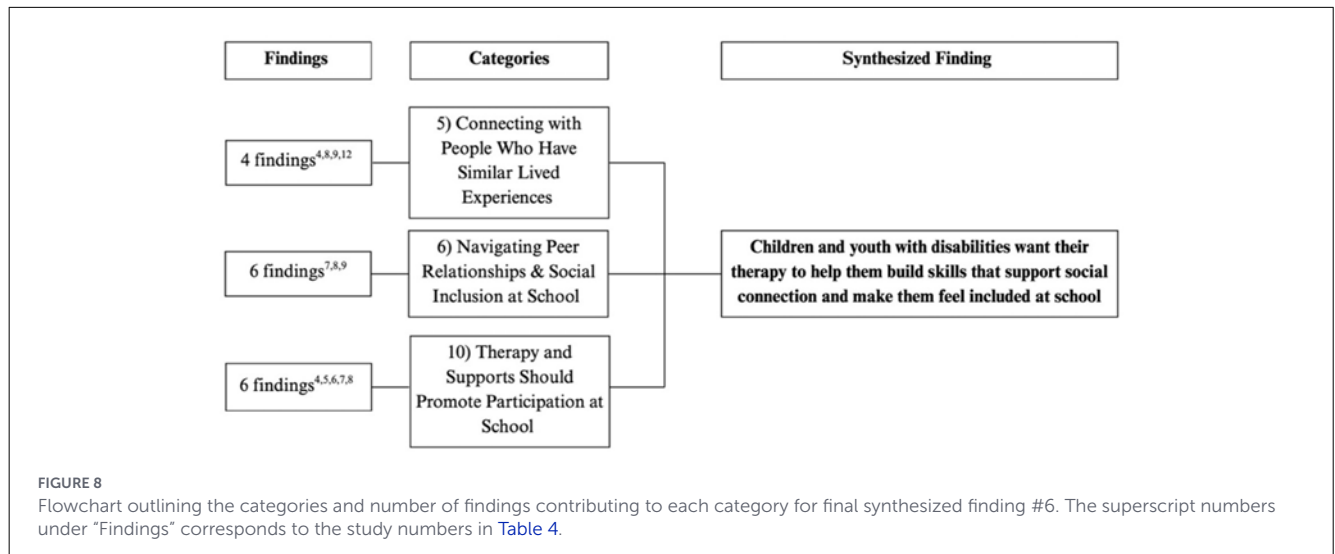 Findings
Categories
Synthesized Finding
4 findings4,8,9,12
5) Connecting with
People Who Have
Similar Lived
Experiences
6 findings7,8,9
6) Navigating Peer
Relationships & Social
Inclusion at School
Children and youth with disabilities want their
therapy to help them build skills that support social
connection and make them feel included at school
6 findings4,5,6,7,8
10) Therapy and
Supports Should
Promote Participation at
School
FIGURE 8
Flowchart outlining the categories and number of findings contributing to each category for final synthesized finding #6. The superscript numbers
under “Findings” corresponds to the study numbers in Table 4.